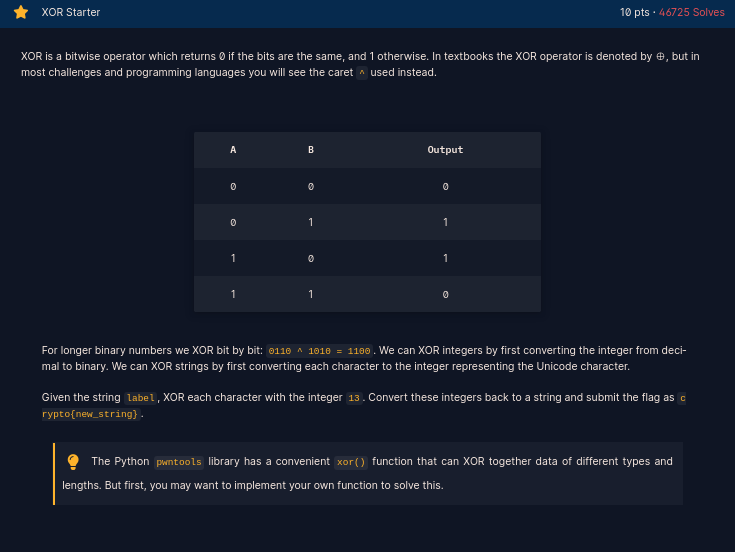 XOR Starter 10 pts · 46725 Solves
XOR is a bitwise operator which returns 0 if the bits are the same, and 1 otherwise. In textbooks the XOR operator is denoted by ⊕, but in
most challenges and programming languages you will see the caret ^ used instead.
A B Output
0 0 0
0 1 1
1 0 1
1 1 0
For longer binary numbers we XOR bit by bit: 0110 ^ 1010 = 1100. We can XOR integers by first converting the integer from deci-
mal to binary. We can XOR strings by first converting each character to the integer representing the Unicode character.
Given the string label, XOR each character with the integer 13. Convert these integers back to a string and submit the flag as c
rypto{new_string}.
The Python pwntools library has a convenient xor() function that can XOR together data of different types and
lengths. But first, you may want to implement your own function to solve this.